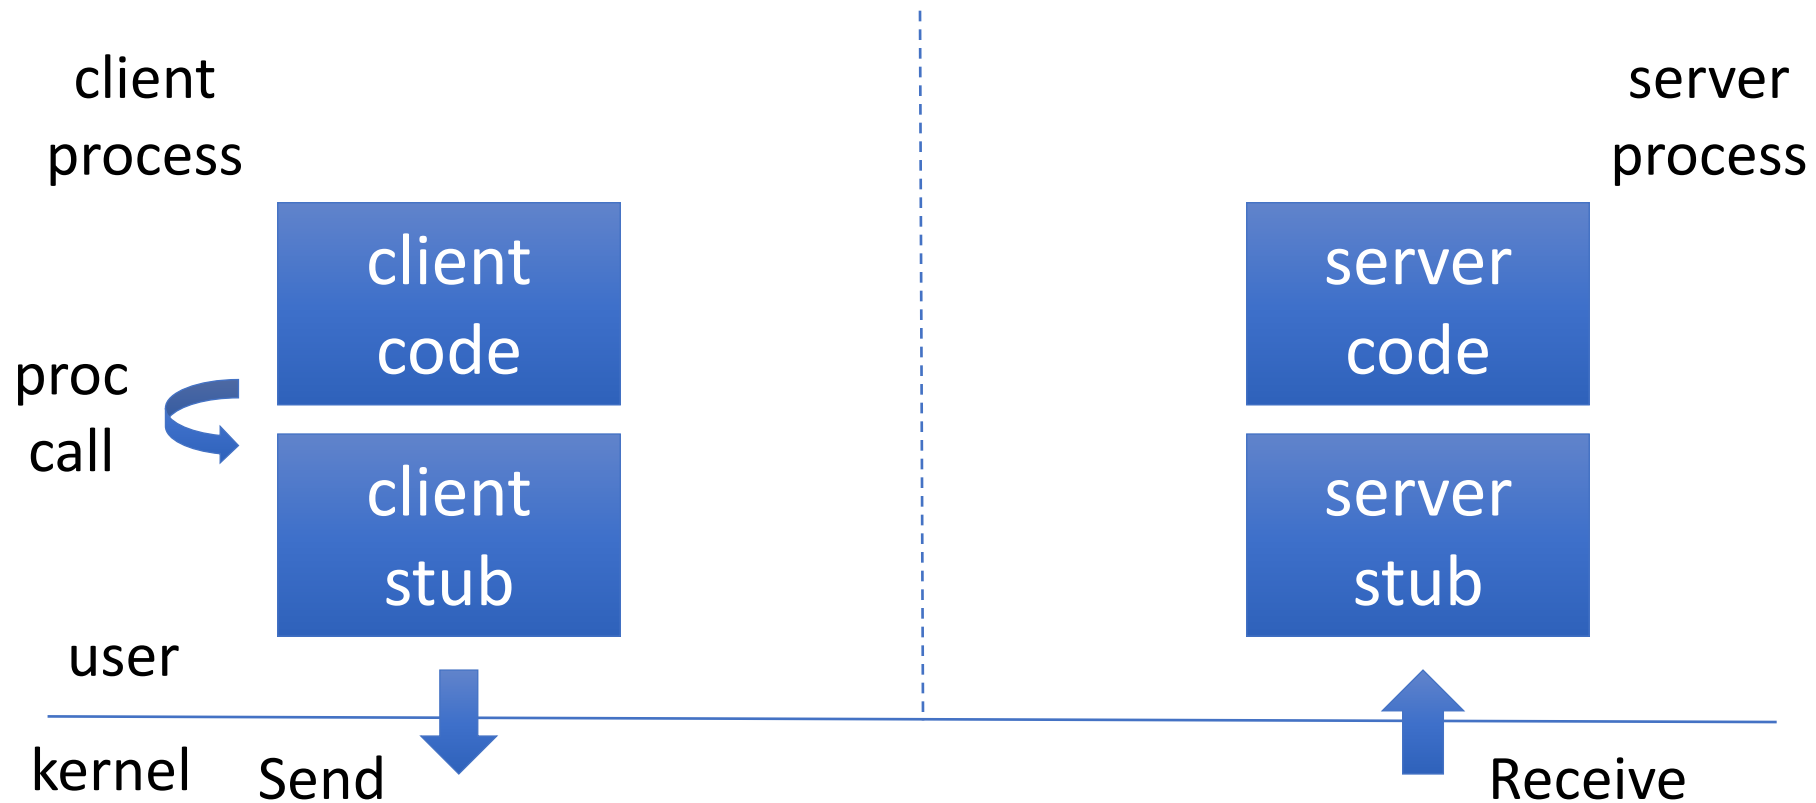 client
process
server
process
client
code
server
code
proc
call
client
stub
server
stub
user
kernel
Send
Receive